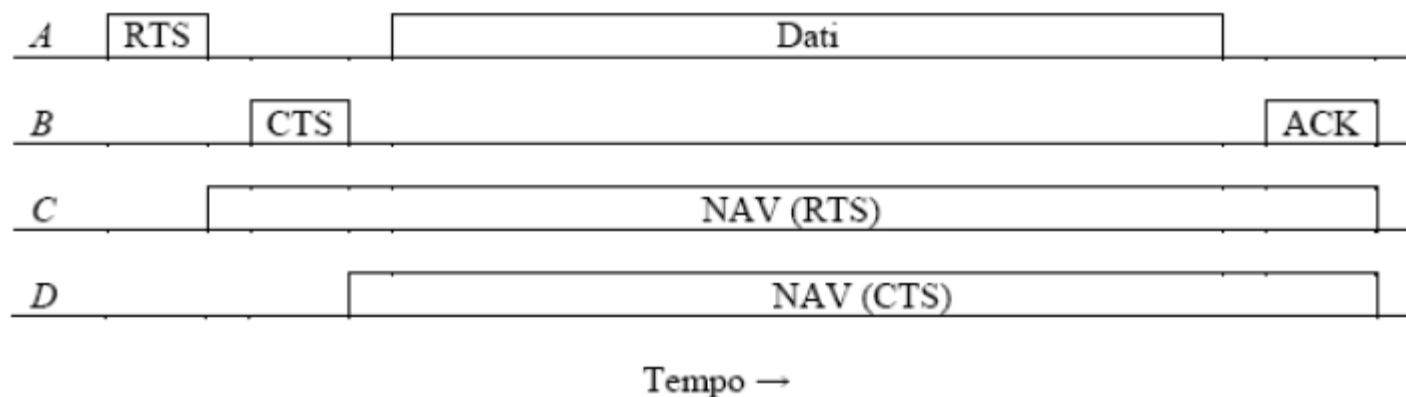 A RTS Dati
B CTS ACK
C NAV (RTS)
D NAV (CTS)
Tempo →